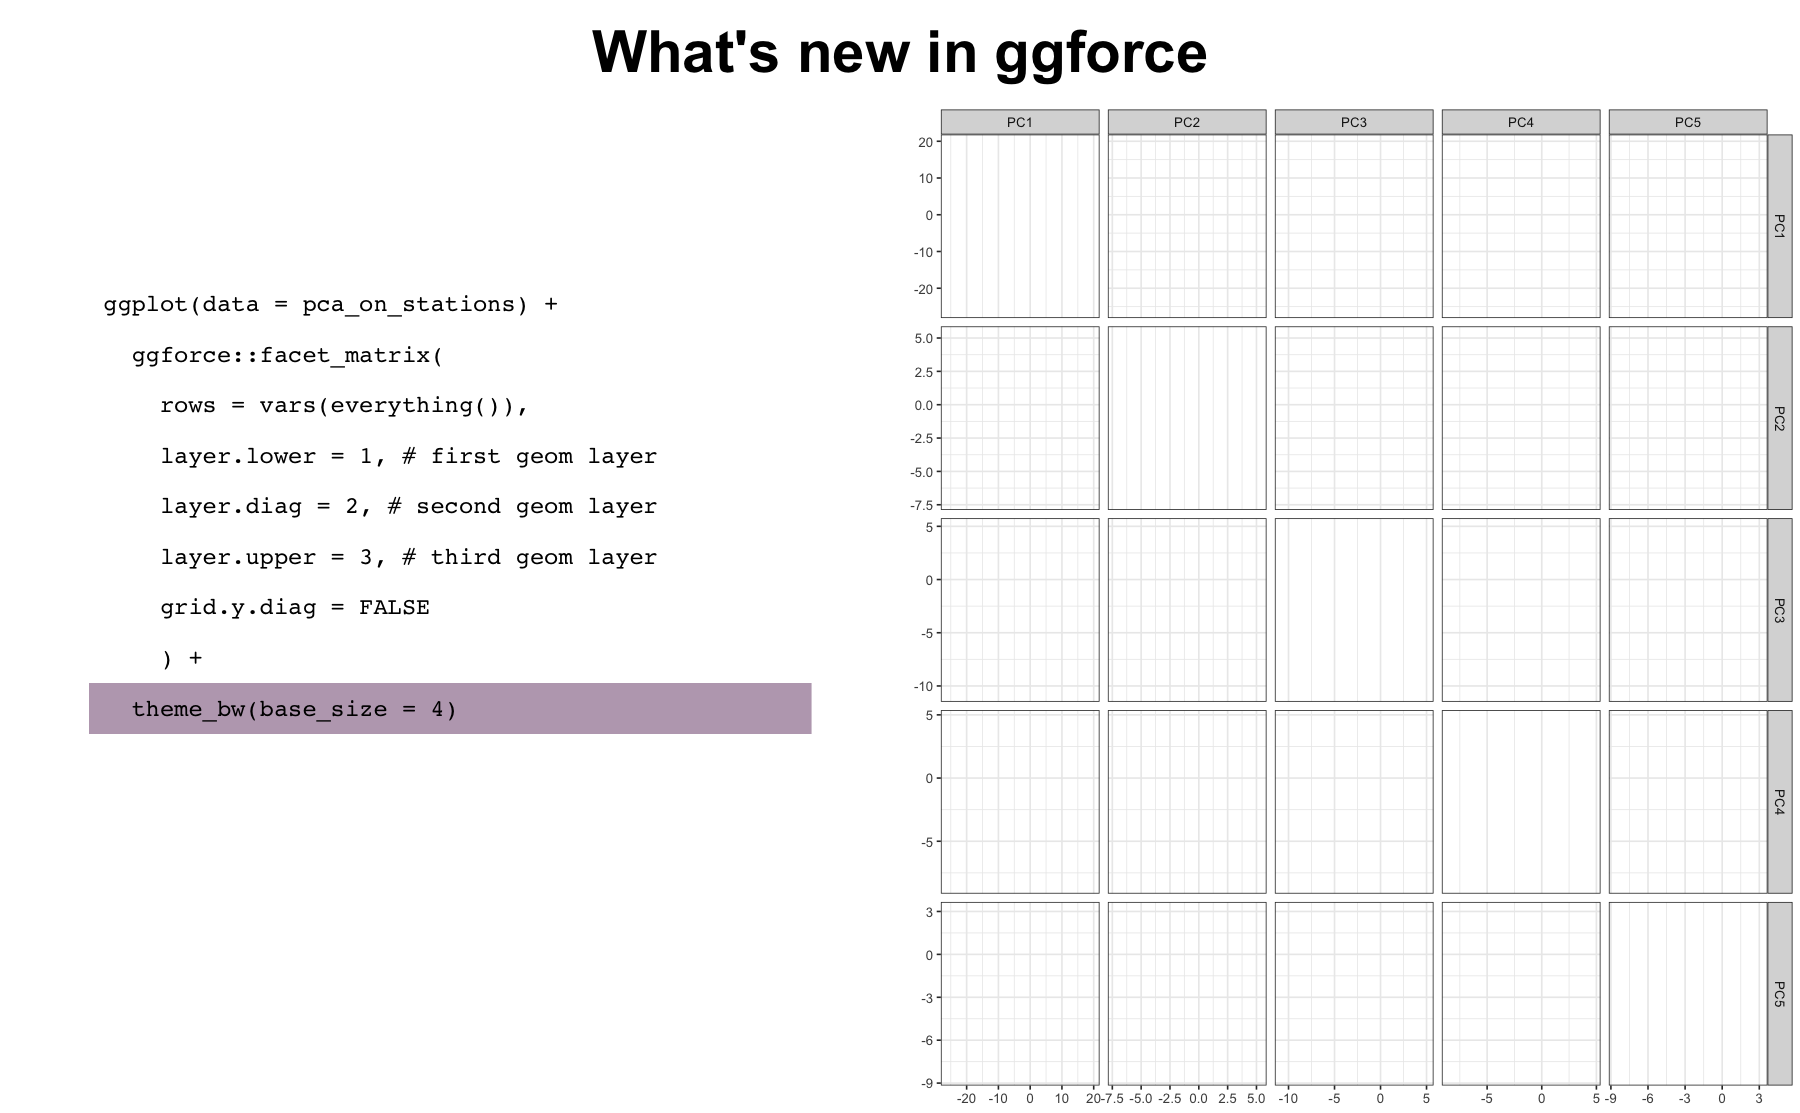 What's new in ggforce
ggplot(data = pca_on_stations) +
ggforce::facet_matrix(
rows = vars(everything()),
layer.lower = 1, # first geom layer
layer.diag = 2, # second geom layer
layer.upper = 3, # third geom layer
grid.y.diag = FALSE
) +
theme_bw(base_size = 4)
PC1 PC2 PC3 PC4 PC5
20
10
0
-10
-20
PC1
5.0
2.5
0.0
-2.5
-5.0
-7.5
PC2
5
0
-5
-10
PC3
5
0
-5
PC4
3
0
-3
-6
-9
PC5
-20 -10 0 10 20 -7.5 -5.0 -2.5 0.0 2.5 5.0 -10 -5 0 5 -5 0 5 -9 -6 -3 0 3